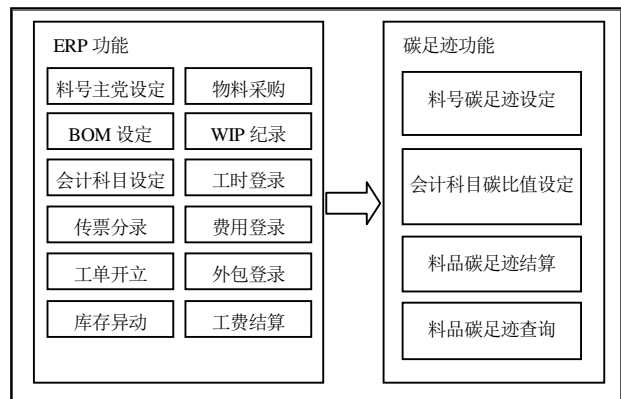 ERP 功能
料号主党设定
物料采购
BOM 设定
WIP 纪录
会计科目设定
工时登录
传票分录
费用登录
工单开立
外包登录
库存异动
工费结算
碳足迹功能
料号碳足迹设定
会计科目碳比值设定
料品碳足迹结算
料品碳足迹查询